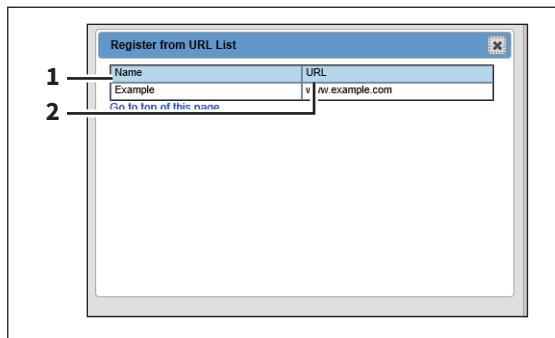 Register from URL List
1
Name URL
Example www.example.com
2
Go to top of this page